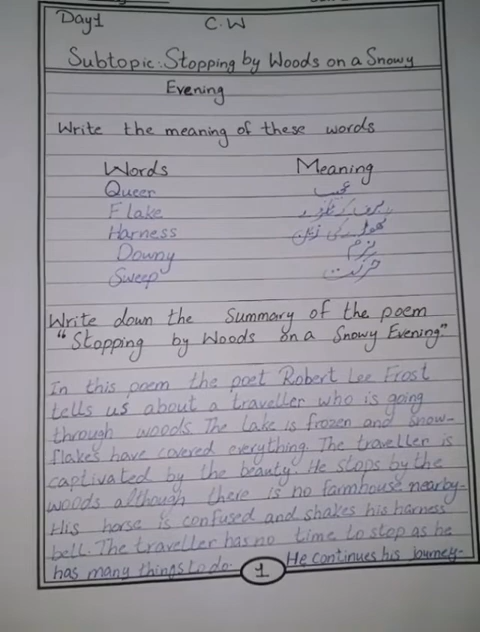 Day1 C.W
Subtopic: Stopping by Woods on a Snowy
Evening
Write the meaning of these words
Words Meaning
Queer عجیب
Flake برف کے
Harness گھوڑے کی زین
Downy نرم
Sweep حرکت
Write down the Summary of the poem
"Stopping by Woods on a Snowy Evening"
In this poem the poet Robert Lee Frost
tells us about a traveller who is going
through woods. The lake is frozen and snow-
flakes have covered everything. The traveller is
captivated by the beauty. He stops by the
woods although there is no farmhouse nearby.
His horse is confused and shakes his harness
bell. The traveller has no time to stop as he
has many things to do. He continues his journey.
1